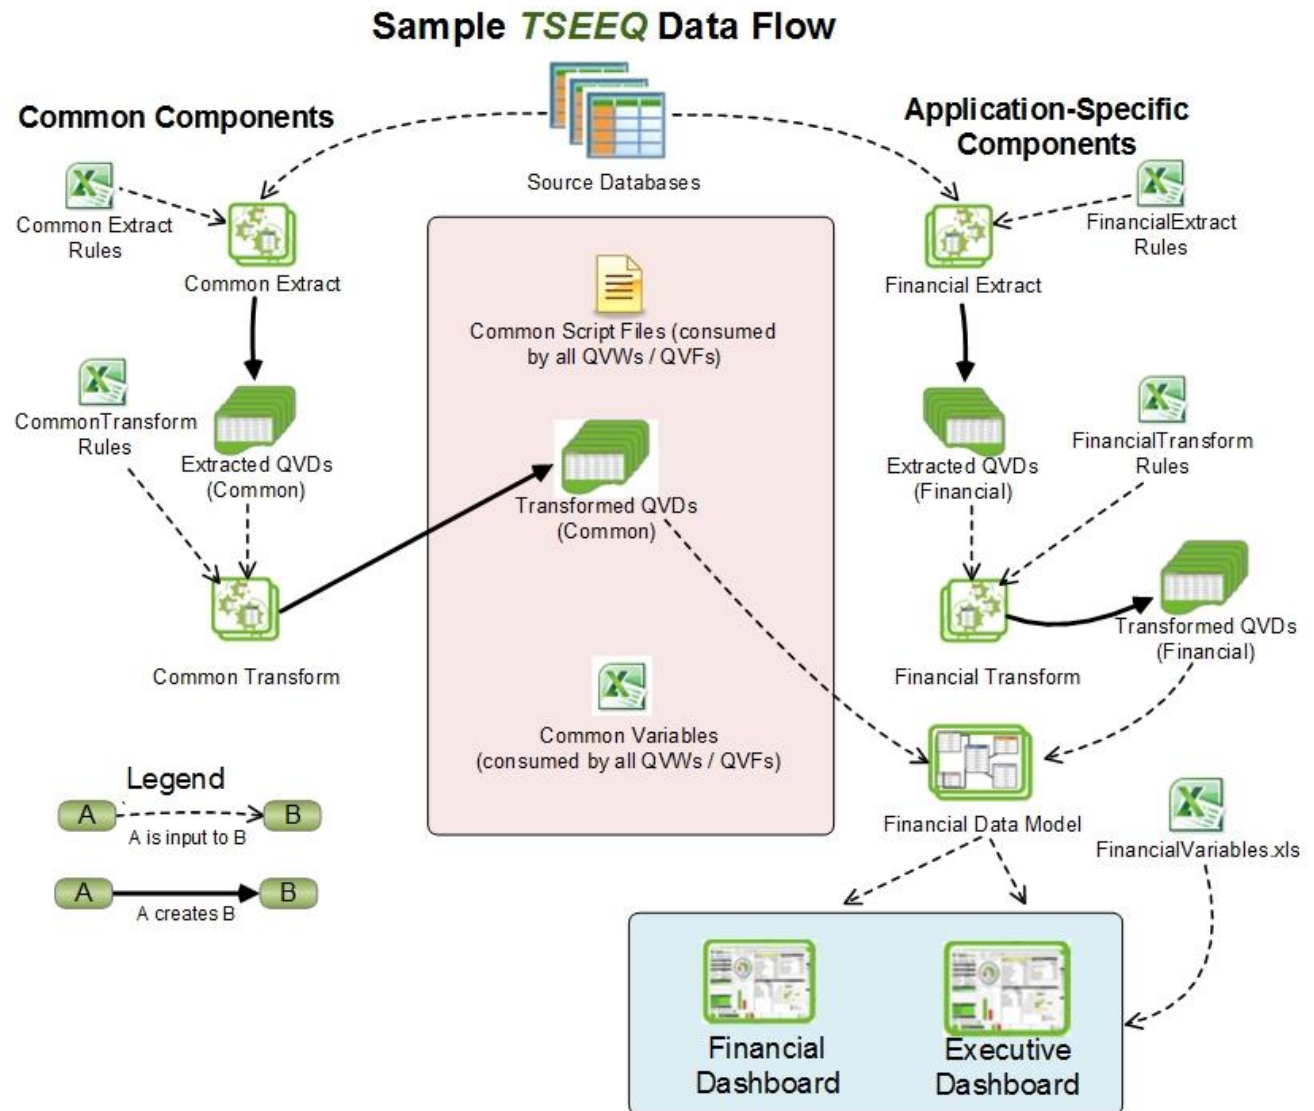 Sample TSEEQ Data Flow
Common Components
Application-Specific
Components
Source Databases
Common Extract
Rules
Common Extract
FinancialExtract
Rules
Financial Extract
Common Script Files (consumed
by all QVWs / QVFs)
CommonTransform
Rules
Extracted QVDs
(Common)
Transformed QVDs
(Common)
Extracted QVDs
(Financial)
FinancialTransform
Rules
Common Transform
Financial Transform
Transformed QVDs
(Financial)
Common Variables
(consumed by all QVWs / QVFs)
Legend
A
B
A is input to B
A
B
A creates B
Financial Data Model
FinancialVariables.xls
Financial
Dashboard
Executive
Dashboard